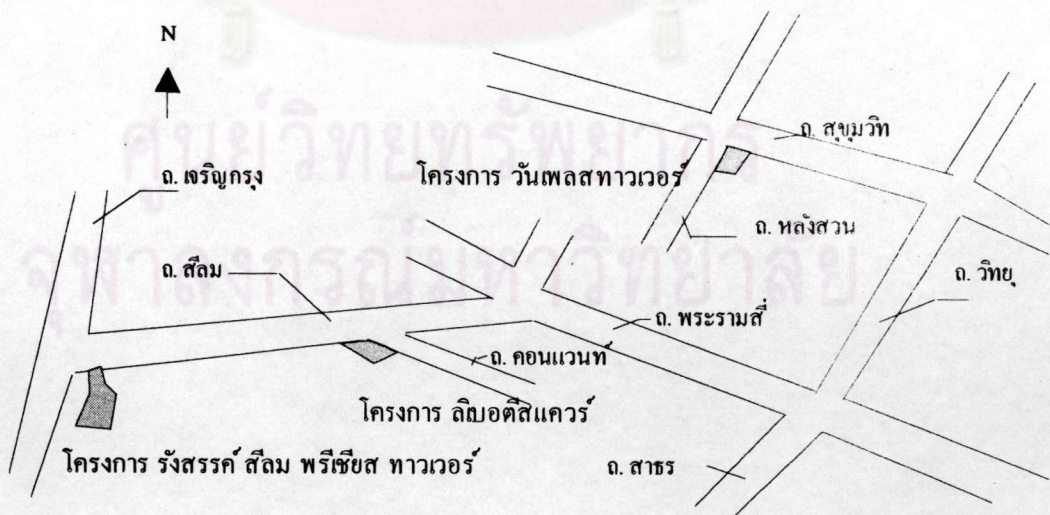 N
ถ. สุขุมวิท
ถ. เจริญกรุง
โครงการ วันเพลสทาวเวอร์
ถ. หลังสวน
ถ. สีลม
ถ. วิทยุ
ถ. พระรามสี่
ถ. คอนแวนท์
โครงการ ลิเบอตีสแควร์
โครงการ รังสรรค์ สีลม พรีเซียส ทาวเวอร์
ถ. สาธร
ศูนย์วิทยทรัพยากร
จุฬาลงกรณ์มหาวิทยาลัย